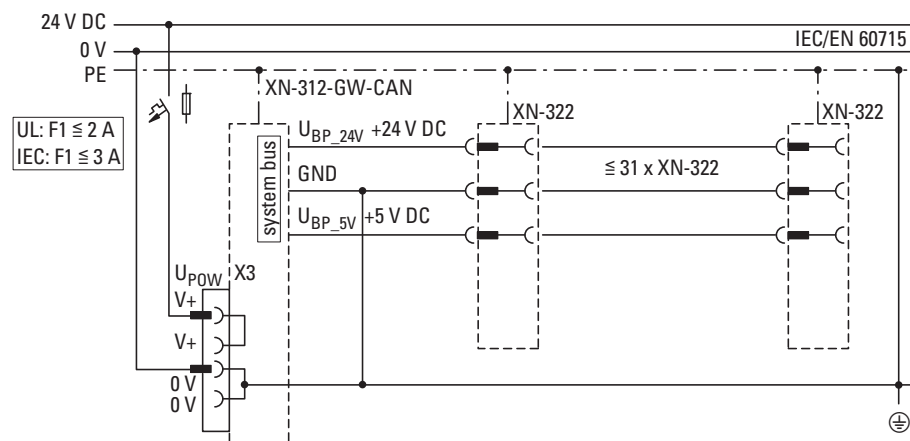 24 V DC
IEC/EN 60715
0 V
PE
XN-312-GW-CAN
XN-322
XN-322
UL: F1 ≦ 2 A
IEC: F1 ≦ 3 A
system bus
U_BP_24V +24 V DC
GND
≦ 31 x XN-322
U_BP_5V +5 V DC
U_POW X3
V+
V+
0 V
0 V